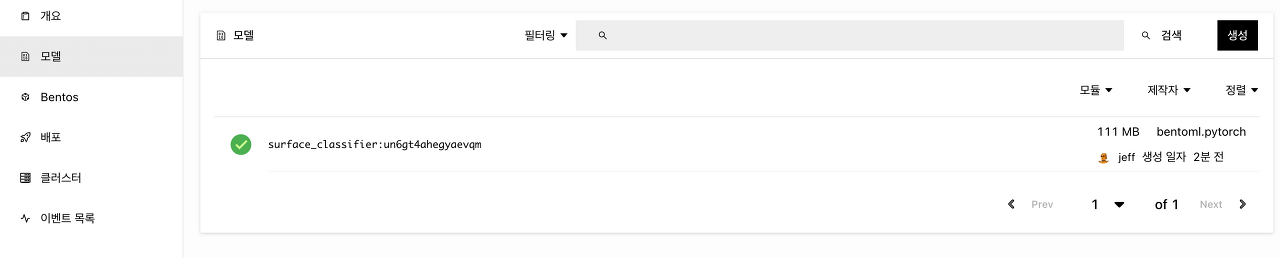 개요
모델
Bentos
배포
클러스터
이벤트 목록
모델 필터링 검색 생성
모듈 제작자 정렬
surface_classifier:un6gt4ahegyaevqm
111 MB bentoml.pytorch
jeff 생성 일자 2분 전
Prev 1 of 1 Next